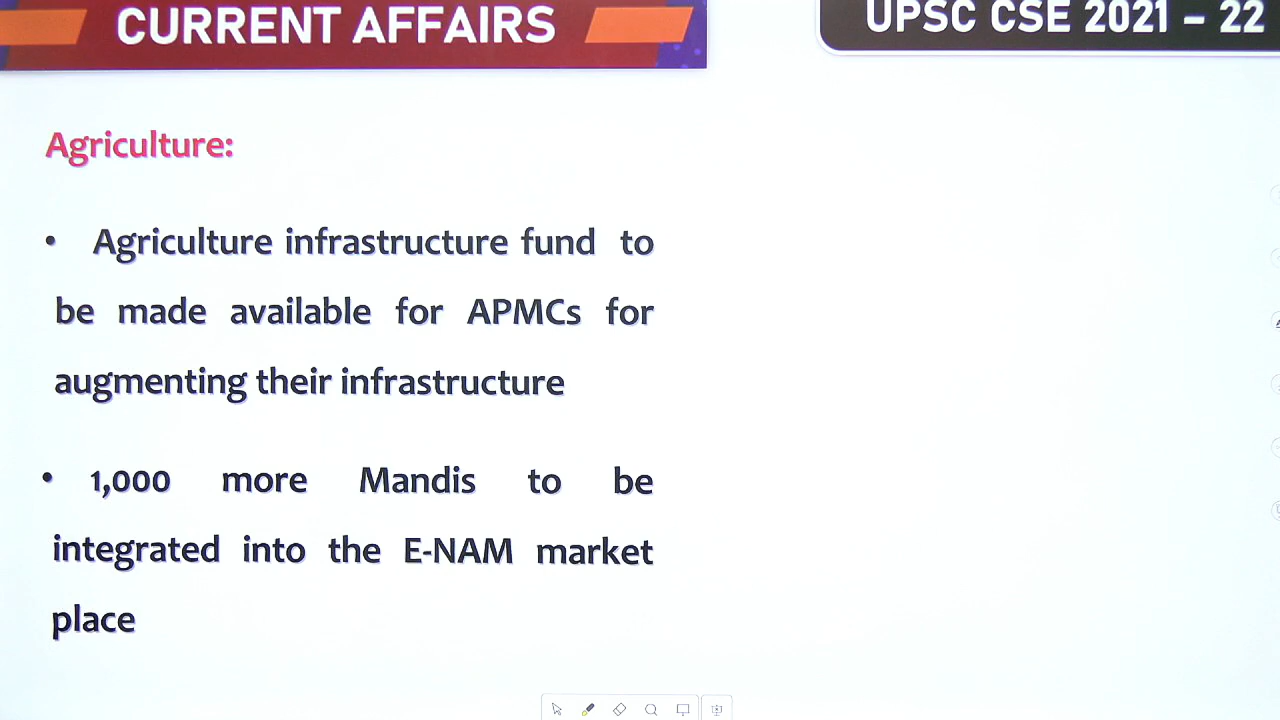 CURRENT AFFAIRS
UPSC CSE 2021 – 22
Agriculture:
• Agriculture infrastructure fund to
be made available for APMCs for
augmenting their infrastructure
• 1,000 more Mandis to be
integrated into the E-NAM market
place